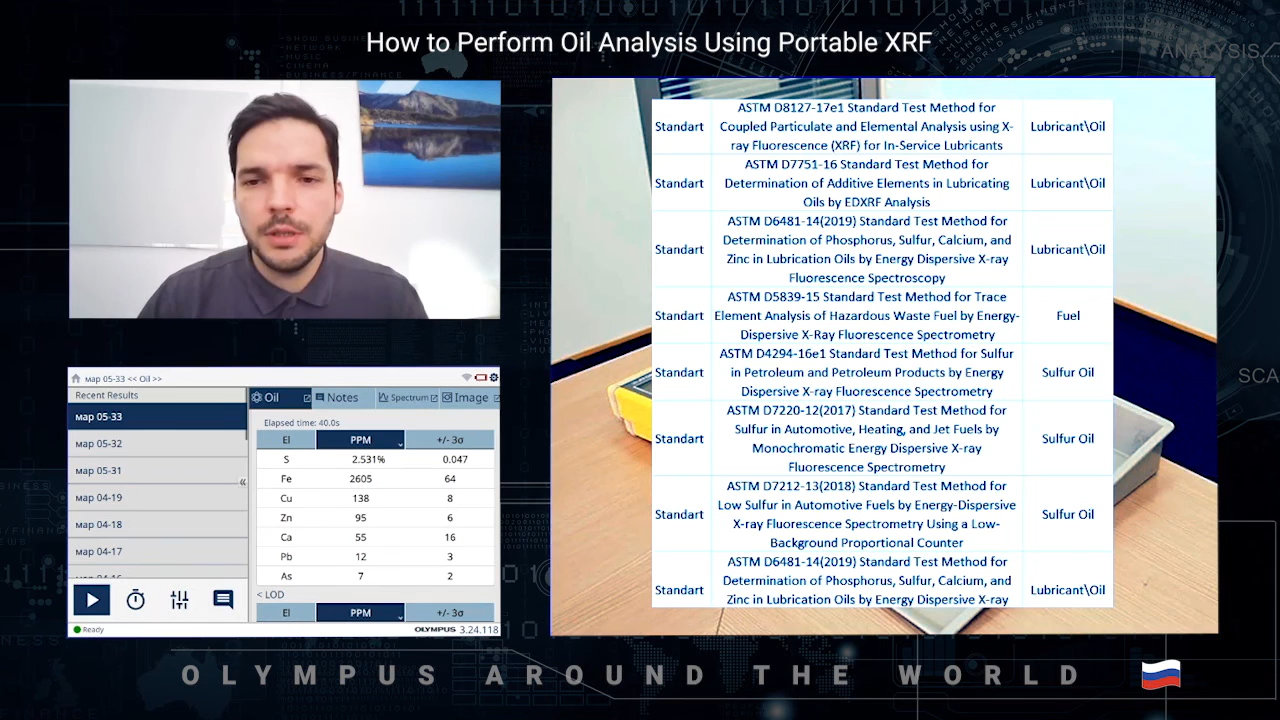 How to Perform Oil Analysis Using Portable XRF
ANALYSIS
SCA
мар 05-33 << Oil >>
Recent Results
мар 05-33
мар 05-32
мар 05-31
мар 04-19
мар 04-18
мар 04-17
Oil
Notes
Spectrum
Image
Elapsed time: 40.0s
El PPM +/- 3σ
S 2.531% 0.047
Fe 2605 64
Cu 138 8
Zn 95 6
Ca 55 16
Pb 12 3
As 7 2
< LOD
El PPM +/- 3σ
Ready
OLYMPUS 3.24.118
ASTM D8127-17e1 Standard Test Method for
Standart Coupled Particulate and Elemental Analysis using X- Lubricant\Oil
ray Fluorescence (XRF) for In-Service Lubricants
ASTM D7751-16 Standard Test Method for
Standart Determination of Additive Elements in Lubricating Lubricant\Oil
Oils by EDXRF Analysis
ASTM D6481-14(2019) Standard Test Method for
Determination of Phosphorus, Sulfur, Calcium, and
Standart Lubricant\Oil
Zinc in Lubrication Oils by Energy Dispersive X-ray
Fluorescence Spectroscopy
ASTM D5839-15 Standard Test Method for Trace
Standart Element Analysis of Hazardous Waste Fuel by Energy- Fuel
Dispersive X-Ray Fluorescence Spectrometry
ASTM D4294-16e1 Standard Test Method for Sulfur
Standart in Petroleum and Petroleum Products by Energy Sulfur Oil
Dispersive X-ray Fluorescence Spectrometry
ASTM D7220-12(2017) Standard Test Method for
Sulfur in Automotive, Heating, and Jet Fuels by
Standart Sulfur Oil
Monochromatic Energy Dispersive X-ray
Fluorescence Spectrometry
ASTM D7212-13(2018) Standard Test Method for
Low Sulfur in Automotive Fuels by Energy-Dispersive
Standart Sulfur Oil
X-ray Fluorescence Spectrometry Using a Low-
Background Proportional Counter
ASTM D6481-14(2019) Standard Test Method for
Determination of Phosphorus, Sulfur, Calcium, and
Standart Lubricant\Oil
Zinc in Lubrication Oils by Energy Dispersive X-ray
OLYMPUS AROUND THE WORLD